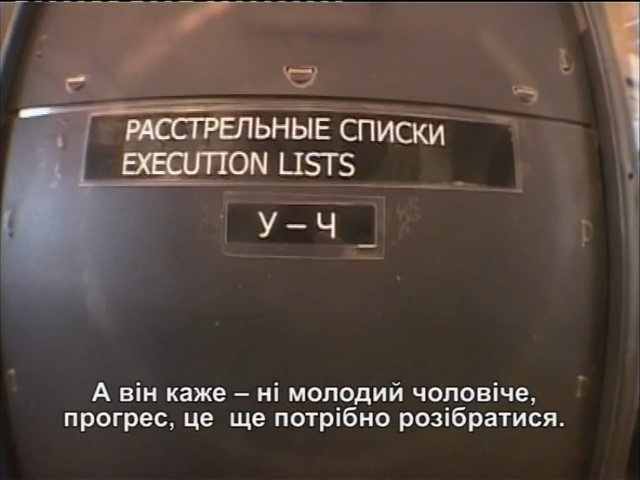 РАССТРЕЛЬНЫЕ СПИСКИ
EXECUTION LISTS
У – Ч
А він каже – ні молодий чоловіче,
прогрес, це  ще потрібно розібратися.